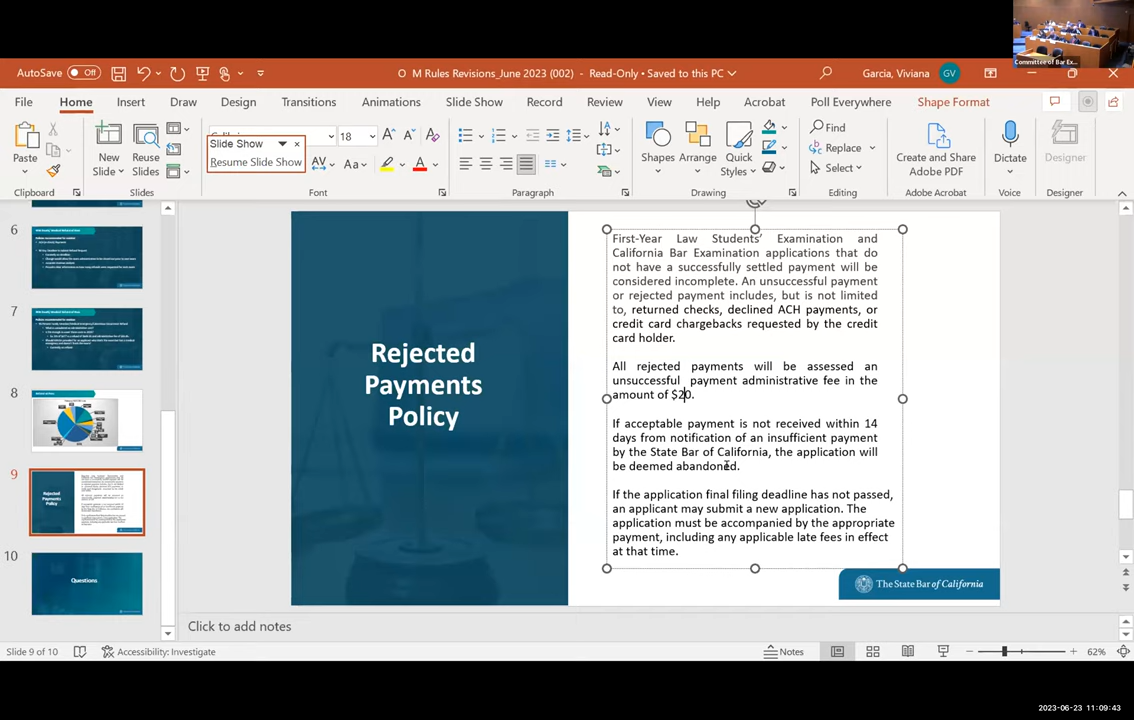 Committee of Bar Ex...
AutoSave Off
O M Rules Revisions_June 2023 (002) - Read-Only • Saved to this PC
Garcia, Viviana GV
File Home Insert Draw Design Transitions Animations Slide Show Record Review View Help Acrobat Poll Everywhere Shape Format
Slide Show
Resume Slide Show
18
Paste
New Slide
Reuse Slides
Shapes
Arrange
Quick Styles
Find
Replace
Select
Create and Share Adobe PDF
Dictate
Designer
Clipboard Slides Font Paragraph Drawing Editing Adobe Acrobat Voice Designer
6
7
8
9
Rejected
Payments
Policy
10
Questions
Rejected
Payments
Policy
First-Year Law Students’ Examination and
California Bar Examination applications that do
not have a successfully settled payment will be
considered incomplete. An unsuccessful payment
or rejected payment includes, but is not limited
to, returned checks, declined ACH payments, or
credit card chargebacks requested by the credit
card holder.
All rejected payments will be assessed an
unsuccessful payment administrative fee in the
amount of $20.
If acceptable payment is not received within 14
days from notification of an insufficient payment
by the State Bar of California, the application will
be deemed abandoned.
If the application final filing deadline has not passed,
an applicant may submit a new application. The
application must be accompanied by the appropriate
payment, including any applicable late fees in effect
at that time.
The State Bar of California
Click to add notes
Slide 9 of 10
Accessibility: Investigate
Notes
62%
2023-06-23 11:09:43